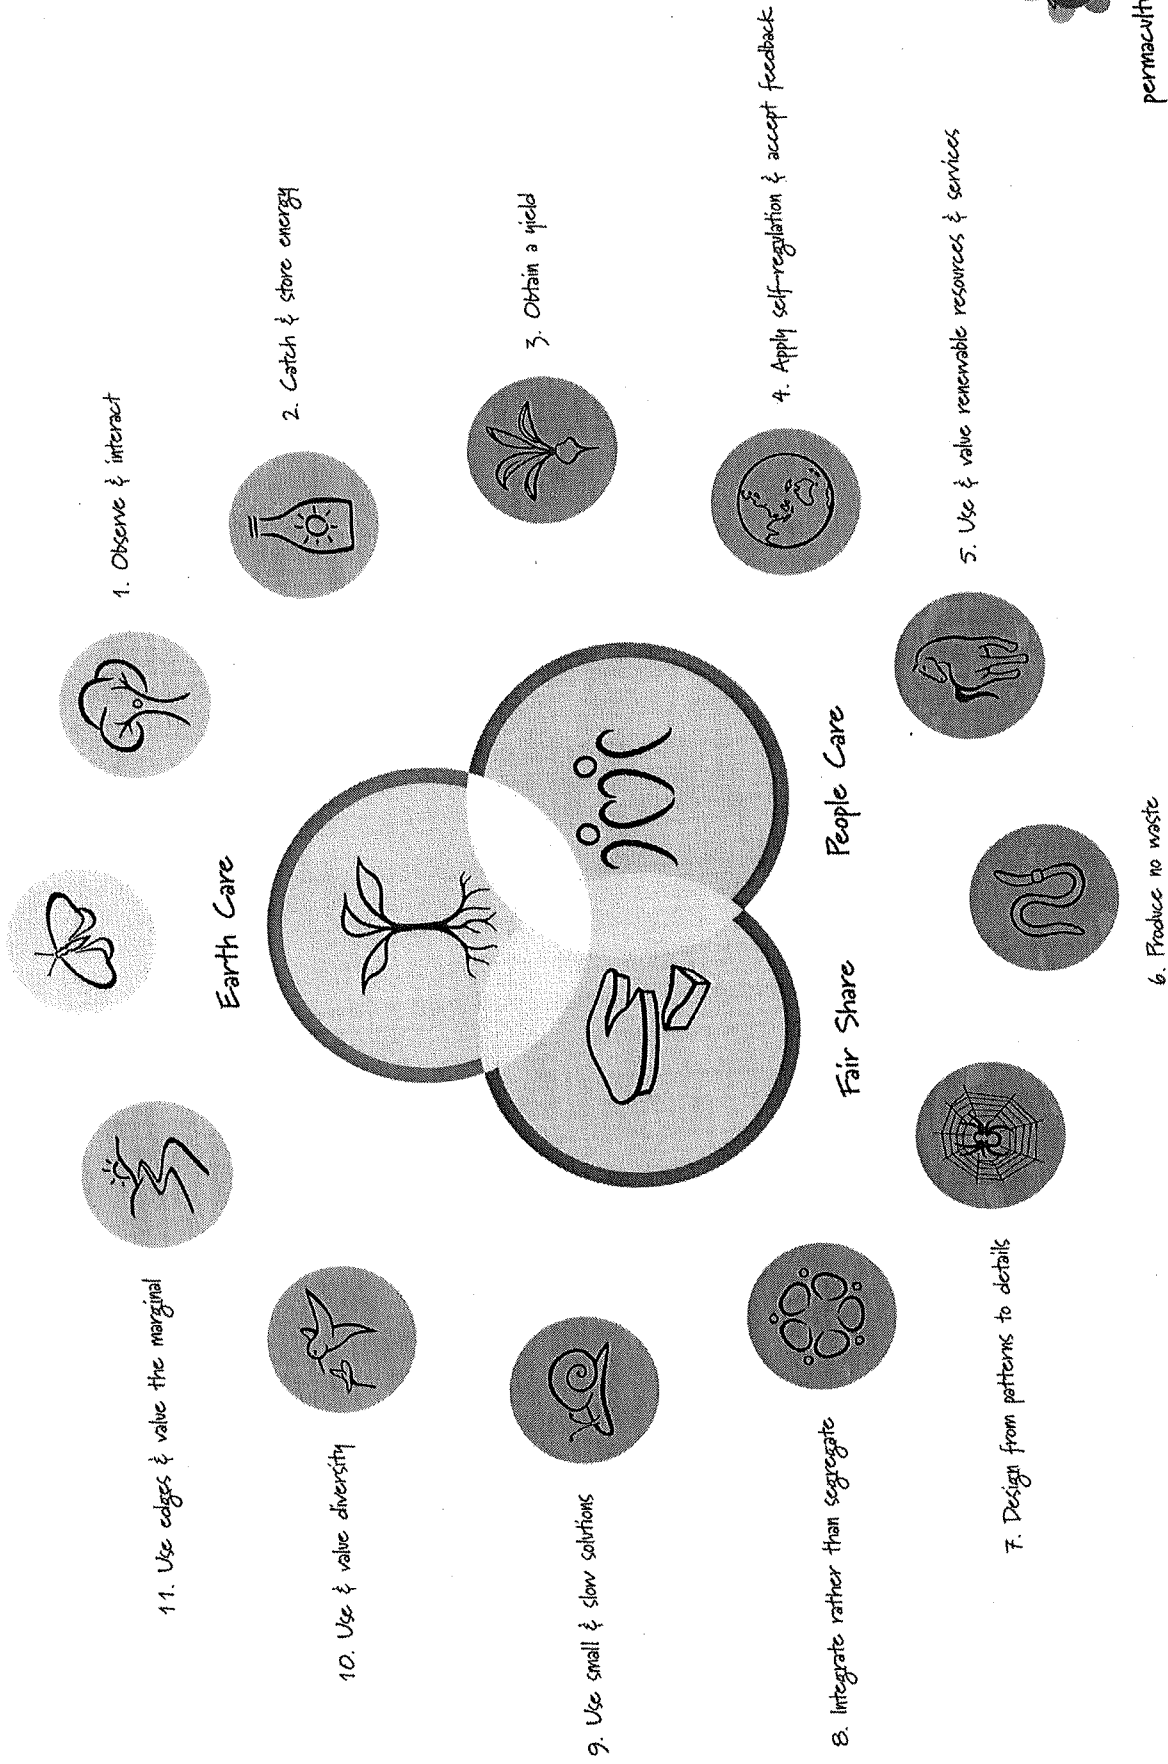 1. Observe & interact
2. Catch & store energy
3. Obtain a yield
4. Apply self-regulation & accept feedback
5. Use & value renewable resources & services
6. Produce no waste
7. Design from patterns to details
8. Integrate rather than segregate
9. Use small & slow solutions
10. Use & value diversity
11. Use edges & value the marginal
Earth Care
People Care
Fair Share